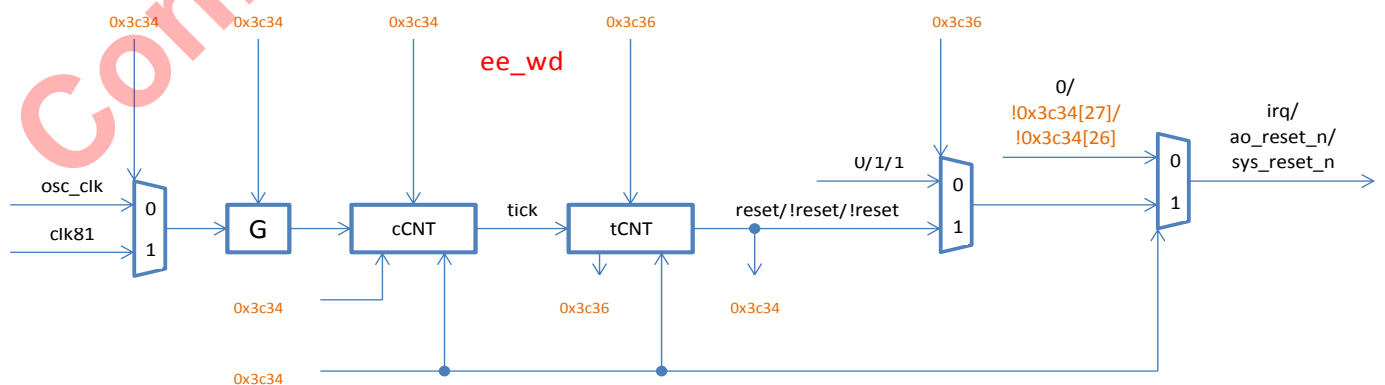 0x3c34 0x3c34 0x3c34 0x3c36 0x3c36
ee_wd
0/
!0x3c34[27]/
!0x3c34[26]
irq/
ao_reset_n/
sys_reset_n
0/1/1
0
1
0
1
osc_clk
clk81
0
1
G
cCNT
tick
tCNT
reset/!reset/!reset
0x3c34
0x3c36
0x3c34
0x3c34